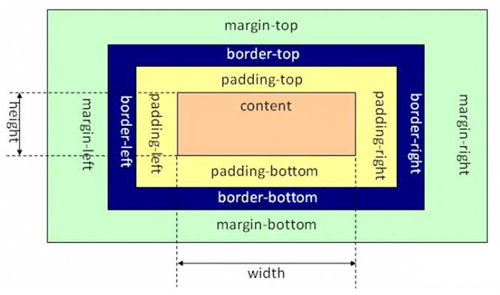 margin-top
border-top
padding-top
content
height
margin-left
border-left
padding-left
padding-right
border-right
margin-right
padding-bottom
border-bottom
margin-bottom
width